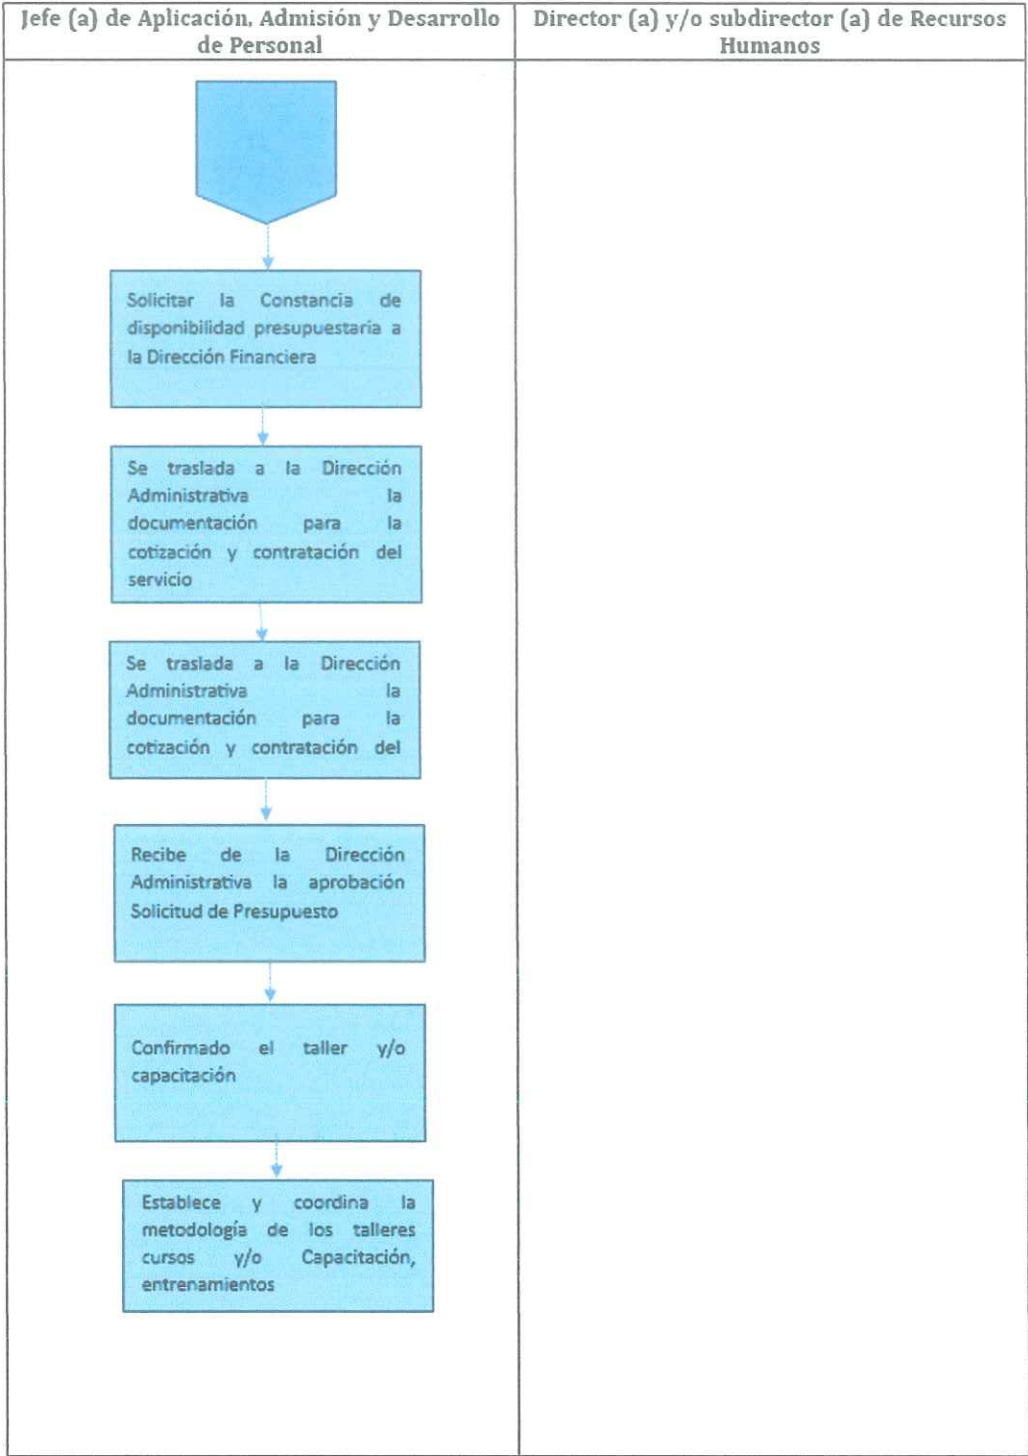 Jefe (a) de Aplicación, Admisión y Desarrollo
de Personal
Director (a) y/o subdirector (a) de Recursos
Humanos
Solicitar la Constancia de
disponibilidad presupuestaria a
la Dirección Financiera
Se traslada a la Dirección
Administrativa la
documentación para la
cotización y contratación del
servicio
Se traslada a la Dirección
Administrativa la
documentación para la
cotización y contratación del
Recibe de la Dirección
Administrativa la aprobación
Solicitud de Presupuesto
Confirmado el taller y/o
capacitación
Establece y coordina la
metodología de los talleres
cursos y/o Capacitación,
entrenamientos